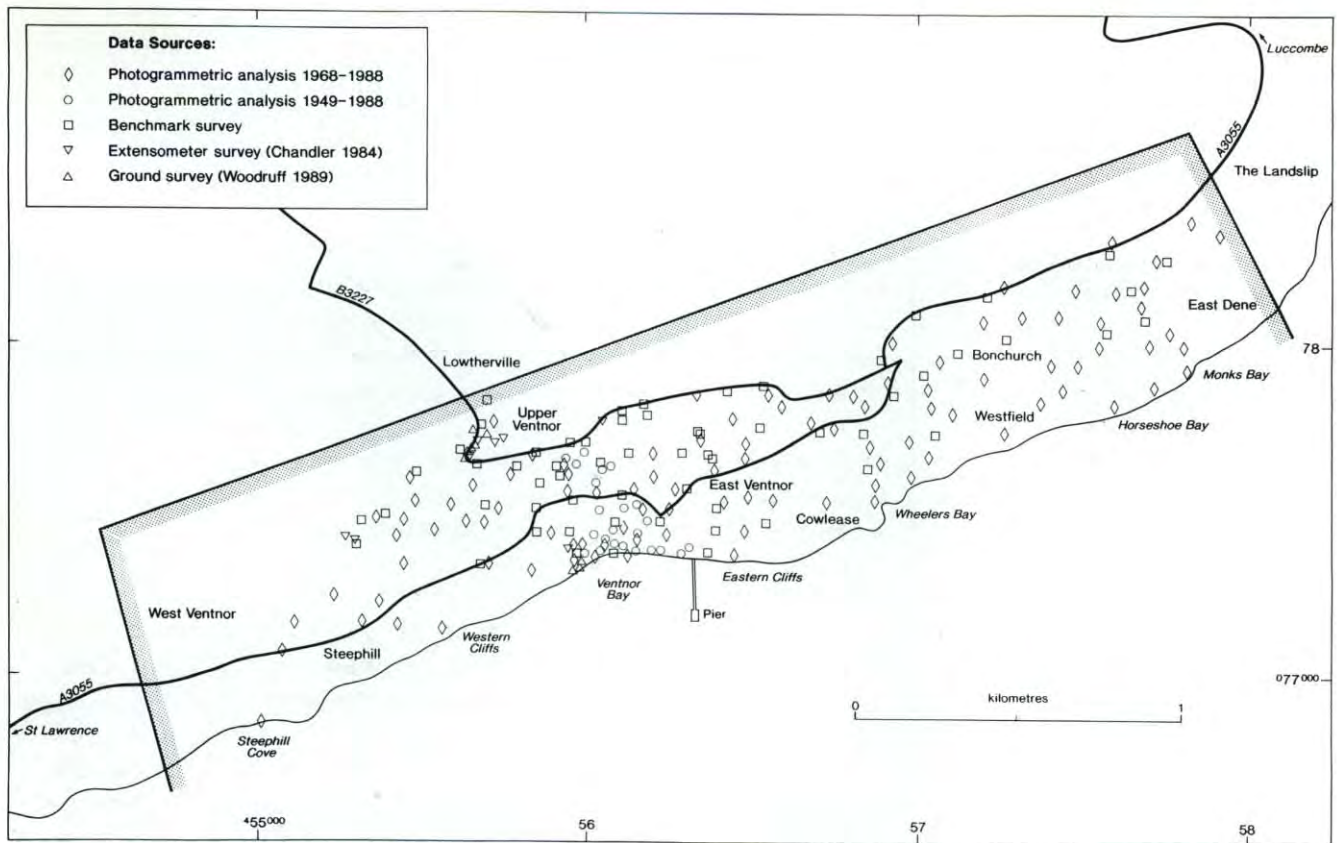 Data Sources:
Photogrammetric analysis 1968–1988
Photogrammetric analysis 1949–1988
Benchmark survey
Extensometer survey (Chandler 1984)
Ground survey (Woodruff 1989)
Luccombe
A3055
The Landslip
B3227
East Dene
Lowtherville
78
Bonchurch
Monks Bay
Upper
Ventnor
Westfield
Horseshoe Bay
East Ventnor
Cowlease
Wheelers Bay
Ventnor
Bay
Eastern Cliffs
West Ventnor
Pier
Western
Cliffs
Steephill
A3055
077000
kilometres
0
1
St Lawrence
Steephill
Cove
455000
56
57
58